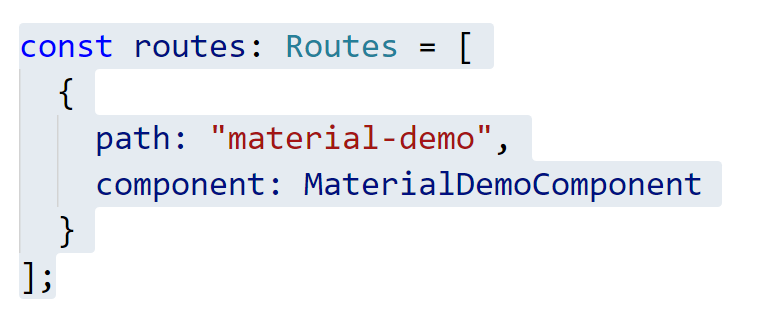 const routes: Routes = [
  {
    path: "material-demo",
    component: MaterialDemoComponent
  }
];